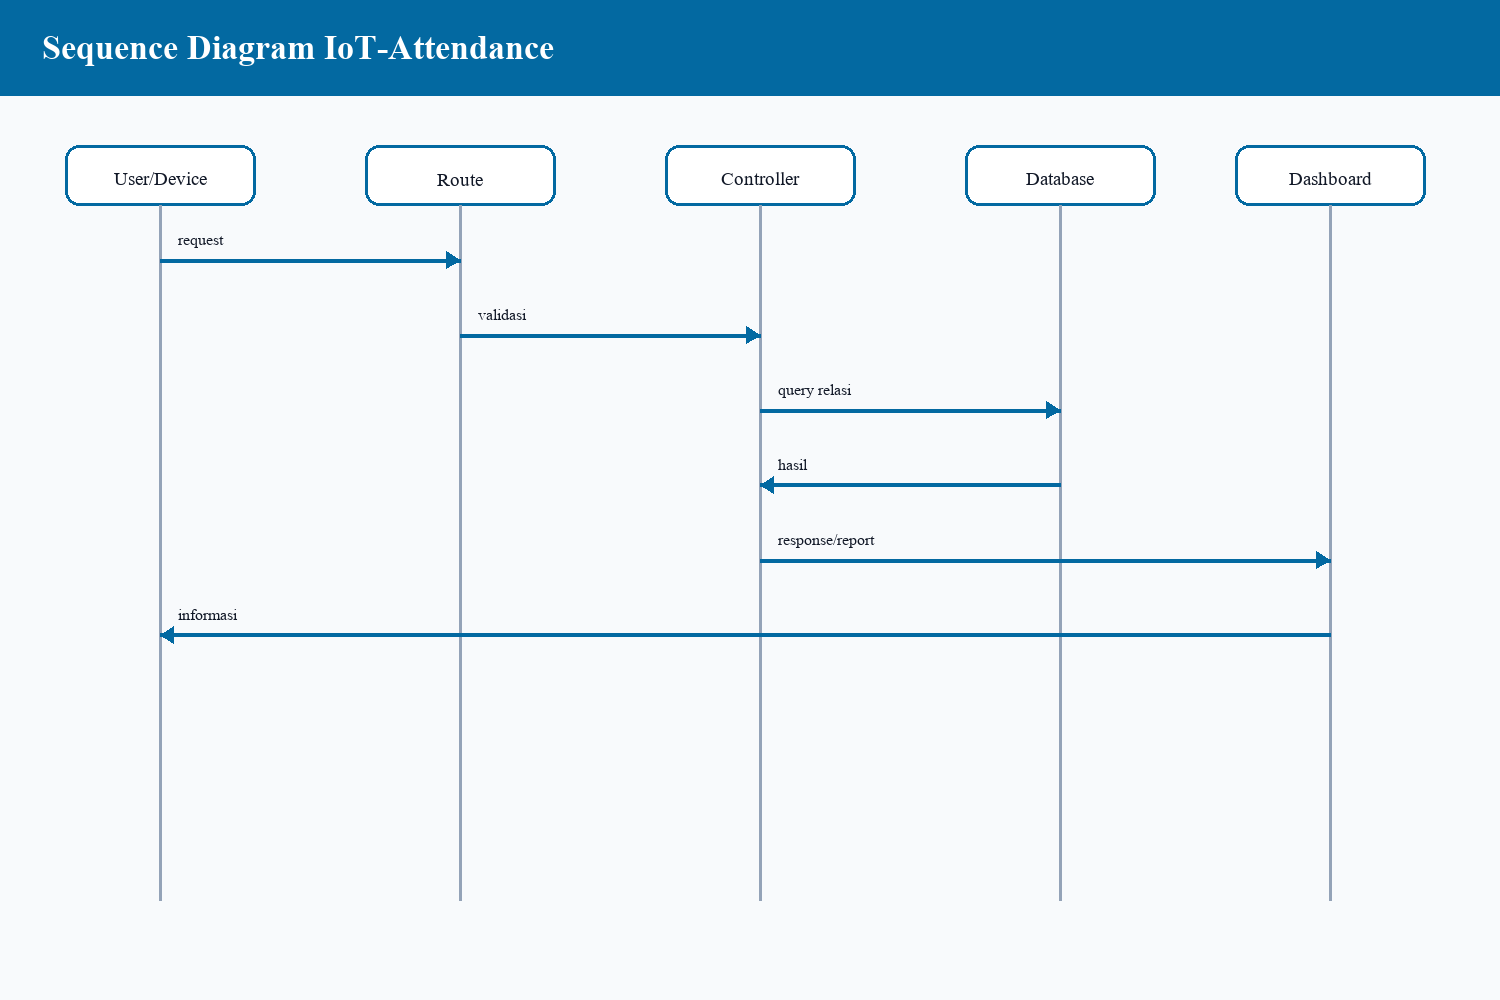 Sequence Diagram IoT-Attendance
User/Device
Route
Controller
Database
Dashboard
request
validasi
query relasi
hasil
response/report
informasi